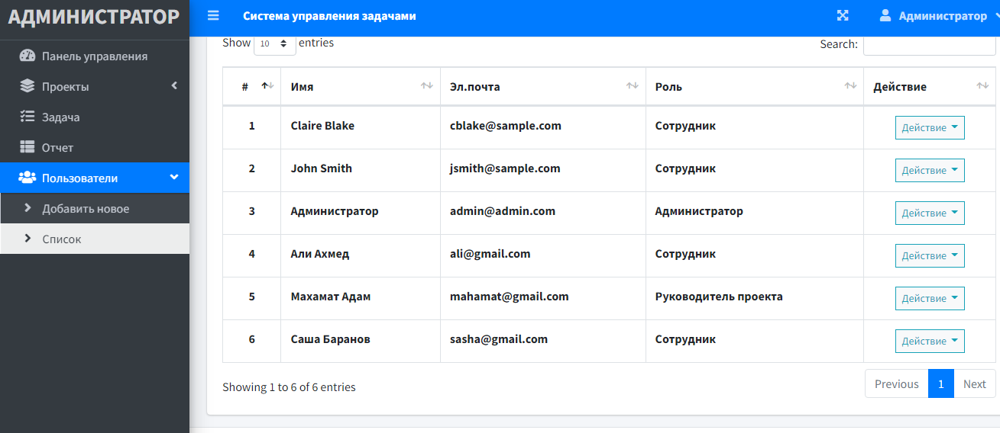 АДМИНИСТРАТОР
Система управления задачами
Администратор
Панель управления
Проекты
Задача
Отчет
Пользователи
Добавить новое
Список
Show 10 entries
Search:
# Имя Эл.почта Роль Действие
1 Claire Blake cblake@sample.com Сотрудник Действие
2 John Smith jsmith@sample.com Сотрудник Действие
3 Администратор admin@admin.com Администратор Действие
4 Али Ахмед ali@gmail.com Сотрудник Действие
5 Махамат Адам mahamat@gmail.com Руководитель проекта Действие
6 Саша Баранов sasha@gmail.com Сотрудник Действие
Showing 1 to 6 of 6 entries
Previous 1 Next